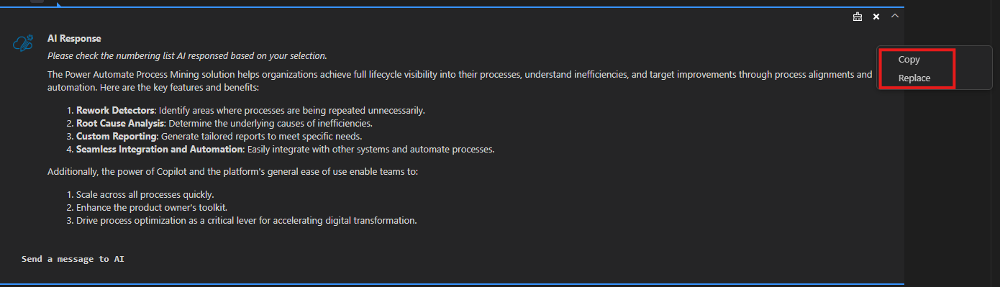 AI Response
Please check the numbering list AI responsed based on your selection.
The Power Automate Process Mining solution helps organizations achieve full lifecycle visibility into their processes, understand inefficiencies, and target improvements through process alignments and
automation. Here are the key features and benefits:
1. Rework Detectors: Identify areas where processes are being repeated unnecessarily.
2. Root Cause Analysis: Determine the underlying causes of inefficiencies.
3. Custom Reporting: Generate tailored reports to meet specific needs.
4. Seamless Integration and Automation: Easily integrate with other systems and automate processes.
Additionally, the power of Copilot and the platform's general ease of use enable teams to:
1. Scale across all processes quickly.
2. Enhance the product owner's toolkit.
3. Drive process optimization as a critical lever for accelerating digital transformation.
Send a message to AI
Copy
Replace